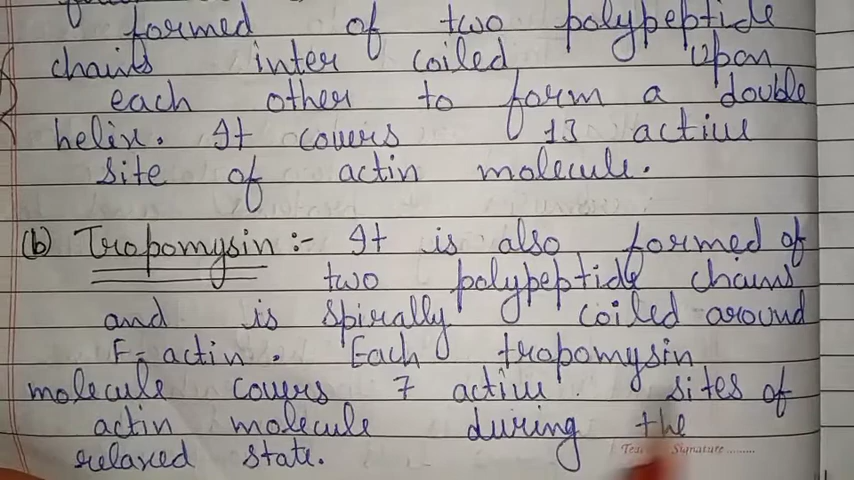 formed of two polypeptide
chains inter coiled upon
each other to form a double
helix. It covers 13 active
site of actin molecule.
(b) Tropomysin :- It is also formed of
two polypeptide chains
and is spirally coiled around
F-actin. Each tropomysin
molecule covers 7 active sites of
actin molecule during the
relaxed state.
Signature..........